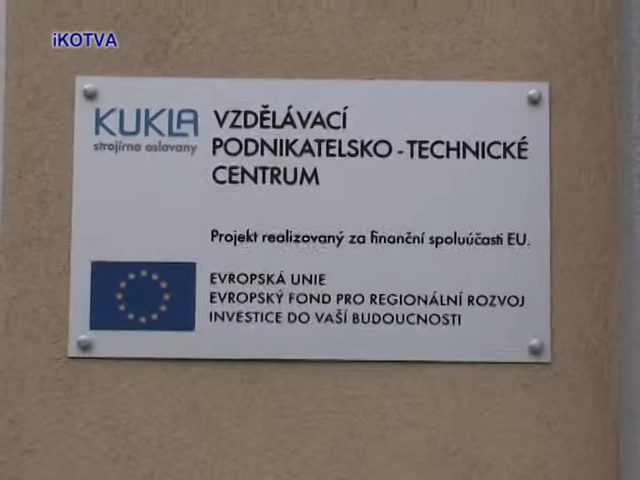 iKOTVA
KUKLA
strojírna oslavany
VZDĚLÁVACÍ
PODNIKATELSKO - TECHNICKÉ
CENTRUM
Projekt realizovaný za finanční spoluúčasti EU.
EVROPSKÁ UNIE
EVROPSKÝ FOND PRO REGIONÁLNÍ ROZVOJ
INVESTICE DO VAŠÍ BUDOUCNOSTI